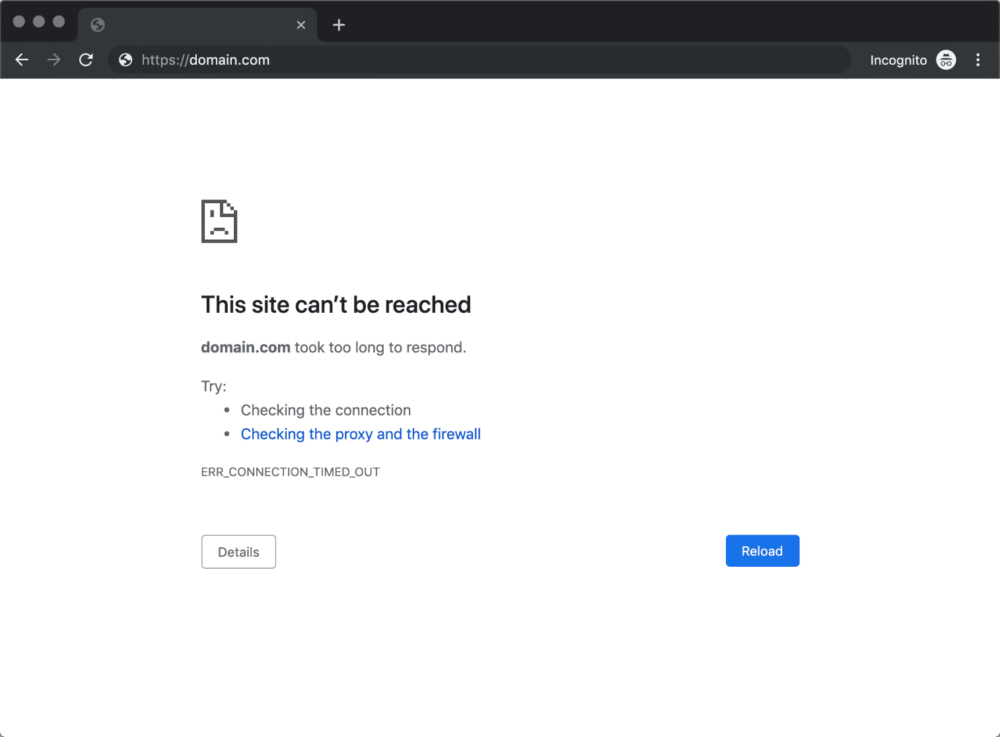 https://domain.com
Incognito
This site can’t be reached
domain.com took too long to respond.
Try:
• Checking the connection
• Checking the proxy and the firewall
ERR_CONNECTION_TIMED_OUT
Details
Reload